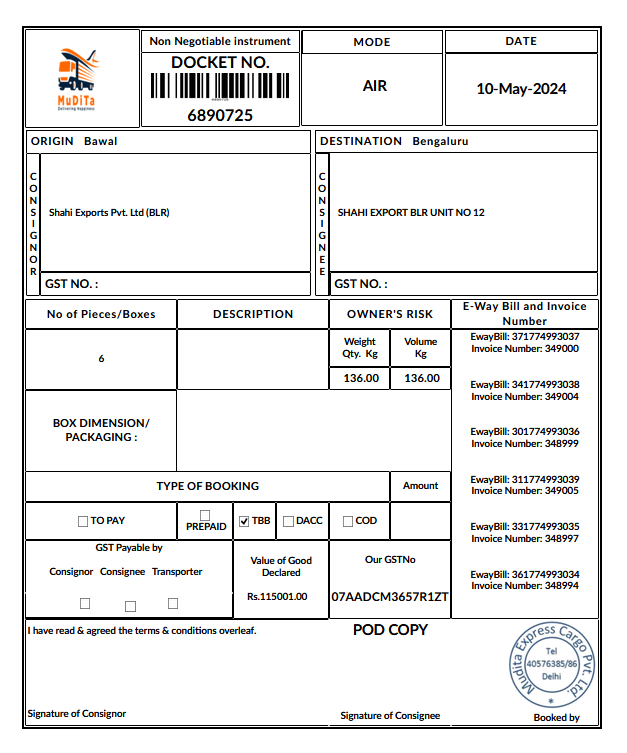 MuDiTa
Delivering Happiness
Non Negotiable instrument
DOCKET NO.
6890725
MODE
AIR
DATE
10-May-2024
ORIGIN Bawal
CONSIGNOR
Shahi Exports Pvt. Ltd (BLR)
GST NO. :
DESTINATION Bengaluru
CONSIGNEE
SHAHI EXPORT BLR UNIT NO 12
GST NO. :
No of Pieces/Boxes
6
DESCRIPTION
OWNER'S RISK
Weight
Qty. Kg
Volume
Kg
136.00
136.00
E-Way Bill and Invoice
Number
EwayBill: 371774993037
Invoice Number: 349000
EwayBill: 341774993038
Invoice Number: 349004
EwayBill: 301774993036
Invoice Number: 348999
EwayBill: 311774993039
Invoice Number: 349005
EwayBill: 331774993035
Invoice Number: 348997
EwayBill: 361774993034
Invoice Number: 348994
BOX DIMENSION/
PACKAGING :
TYPE OF BOOKING
Amount
TO PAY
PREPAID
TBB
DACC
COD
GST Payable by
Consignor Consignee Transporter
Value of Good
Declared
Rs.115001.00
Our GSTNo
07AADCM3657R1ZT
I have read & agreed the terms & conditions overleaf.
POD COPY
Mudita Express Cargo Pvt. Ltd.
Tel
40576385/86
Delhi
Signature of Consignor
Signature of Consignee
Booked by